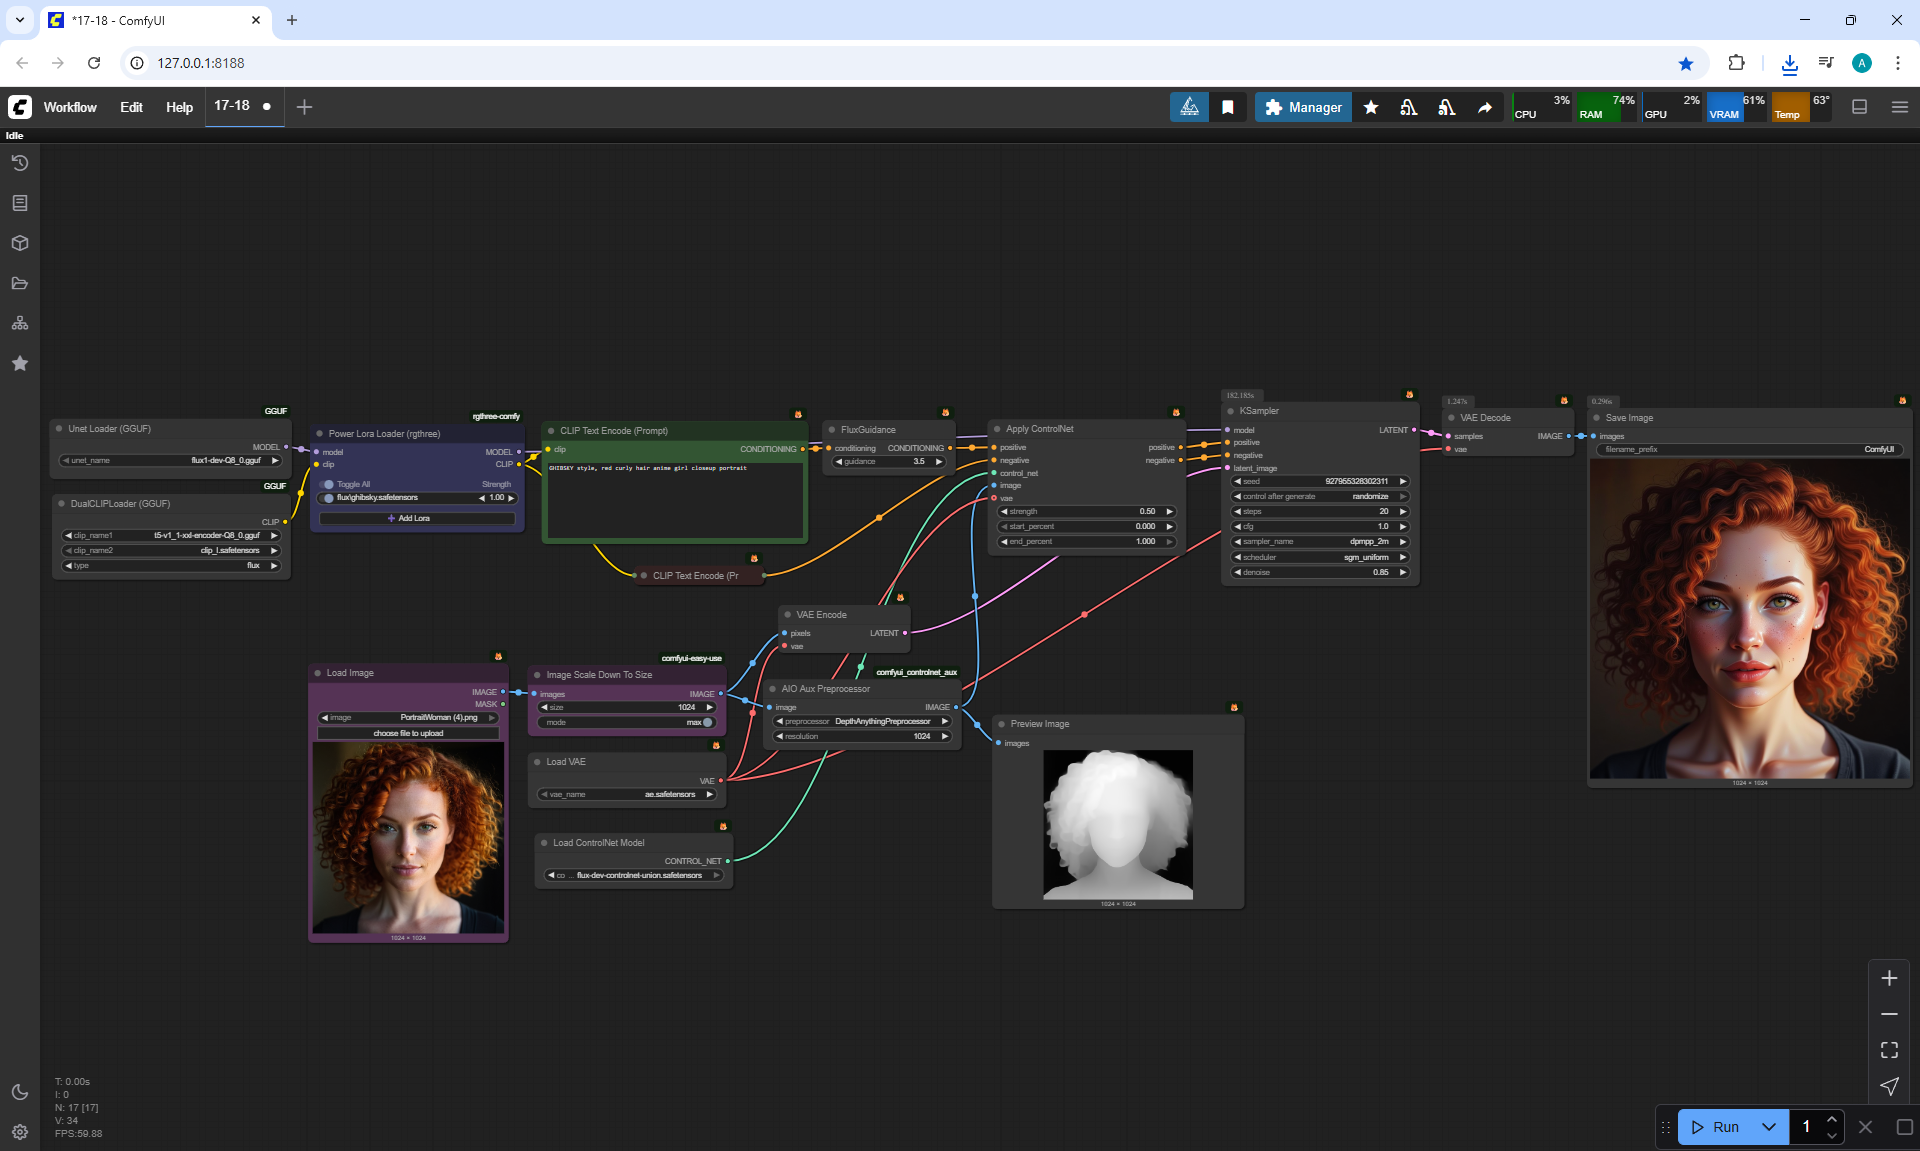 *17-18 - ComfyUI
127.0.0.1:8188
A
Workflow
Edit
Help
17-18
Manager
CPU 3%
RAM 74%
GPU 2%
VRAM 61%
Temp 63°
Idle
GGUF
Unet Loader (GGUF)
MODEL
unet_name flux1-dev-Q8_0.gguf
GGUF
DualCLIPLoader (GGUF)
CLIP
clip_name1 t5-v1_1-xxl-encoder-Q8_0.gguf
clip_name2 clip_l.safetensors
type flux
rgthree-comfy
Power Lora Loader (rgthree)
model MODEL
clip CLIP
Toggle All Strength
flux\ghibsky.safetensors 1.00
Add Lora
CLIP Text Encode (Prompt)
clip CONDITIONING
GHIBSKY style, red curly hair anime girl closeup portrait
CLIP Text Encode (Pr
FluxGuidance
conditioning CONDITIONING
guidance 3.5
Apply ControlNet
positive positive
negative negative
control_net
image
vae
strength 0.50
start_percent 0.000
end_percent 1.000
182.185s
KSampler
model LATENT
positive
negative
latent_image
seed 927955328302311
control after generate randomize
steps 20
cfg 1.0
sampler_name dpmpp_2m
scheduler sgm_uniform
denoise 0.85
1.247s
VAE Decode
samples IMAGE
vae
0.296s
Save Image
images
filename_prefix ComfyUI
1024 × 1024
VAE Encode
pixels LATENT
vae
Load Image
IMAGE
MASK
image PortraitWoman (4).png
choose file to upload
1024 × 1024
comfyui-easy-use
Image Scale Down To Size
images IMAGE
size 1024
mode max
Load VAE
VAE
vae_name ae.safetensors
Load ControlNet Model
CONTROL_NET
co ... flux-dev-controlnet-union.safetensors
comfyui_controlnet_aux
AIO Aux Preprocessor
image IMAGE
preprocessor DepthAnythingPreprocessor
resolution 1024
Preview Image
images
1024 × 1024
T: 0.00s
I: 0
N: 17 [17]
V: 34
FPS:59.88
Run
1